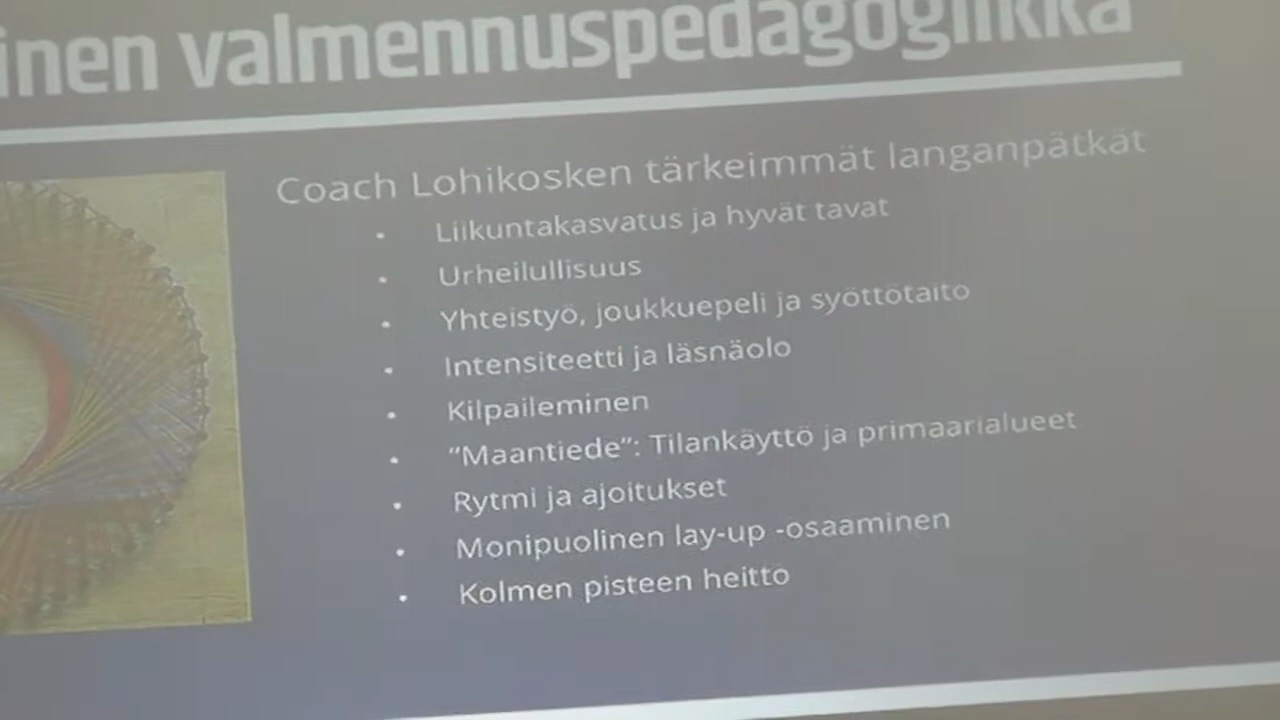 valmennuspedagogiikka
Coach Lohikosken tärkeimmät langanpätkät
• Liikuntakasvatus ja hyvät tavat
• Urheilullisuus
• Yhteistyö, joukkuepeli ja syöttötaito
• Intensiteetti ja läsnäolo
• Kilpaileminen
• “Maantiede”: Tilankäyttö ja primaarialueet
• Rytmi ja ajoitukset
• Monipuolinen lay-up -osaaminen
• Kolmen pisteen heitto